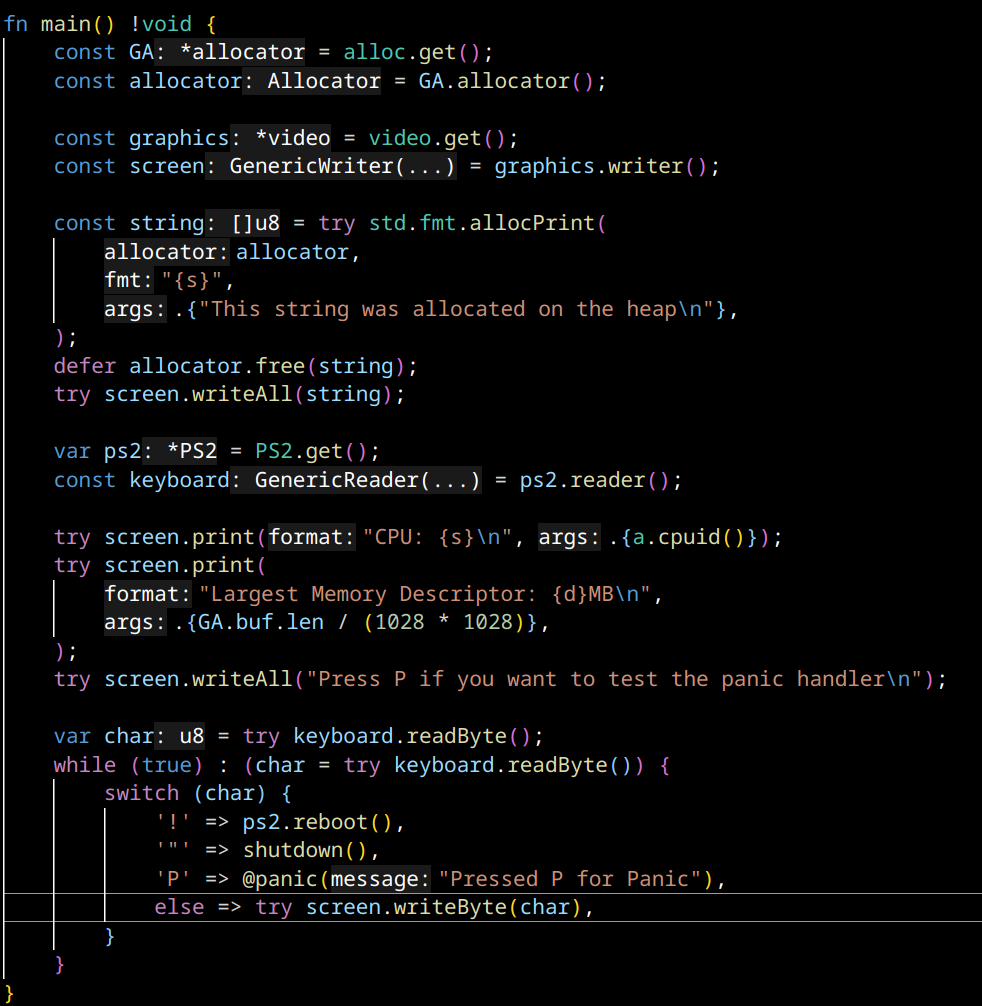 fn main() !void {
    const GA: *allocator = alloc.get();
    const allocator: Allocator = GA.allocator();

    const graphics: *video = video.get();
    const screen: GenericWriter(...) = graphics.writer();

    const string: []u8 = try std.fmt.allocPrint(
        allocator: allocator,
        fmt: "{s}",
        args: .{"This string was allocated on the heap\n"},
    );
    defer allocator.free(string);
    try screen.writeAll(string);

    var ps2: *PS2 = PS2.get();
    const keyboard: GenericReader(...) = ps2.reader();

    try screen.print(format: "CPU: {s}\n", args: .{a.cpuid()});
    try screen.print(
        format: "Largest Memory Descriptor: {d}MB\n",
        args: .{GA.buf.len / (1028 * 1028)},
    );
    try screen.writeAll("Press P if you want to test the panic handler\n");

    var char: u8 = try keyboard.readByte();
    while (true) : (char = try keyboard.readByte()) {
        switch (char) {
            '!' => ps2.reboot(),
            '"' => shutdown(),
            'P' => @panic(message: "Pressed P for Panic"),
            else => try screen.writeByte(char),
        }
    }
}